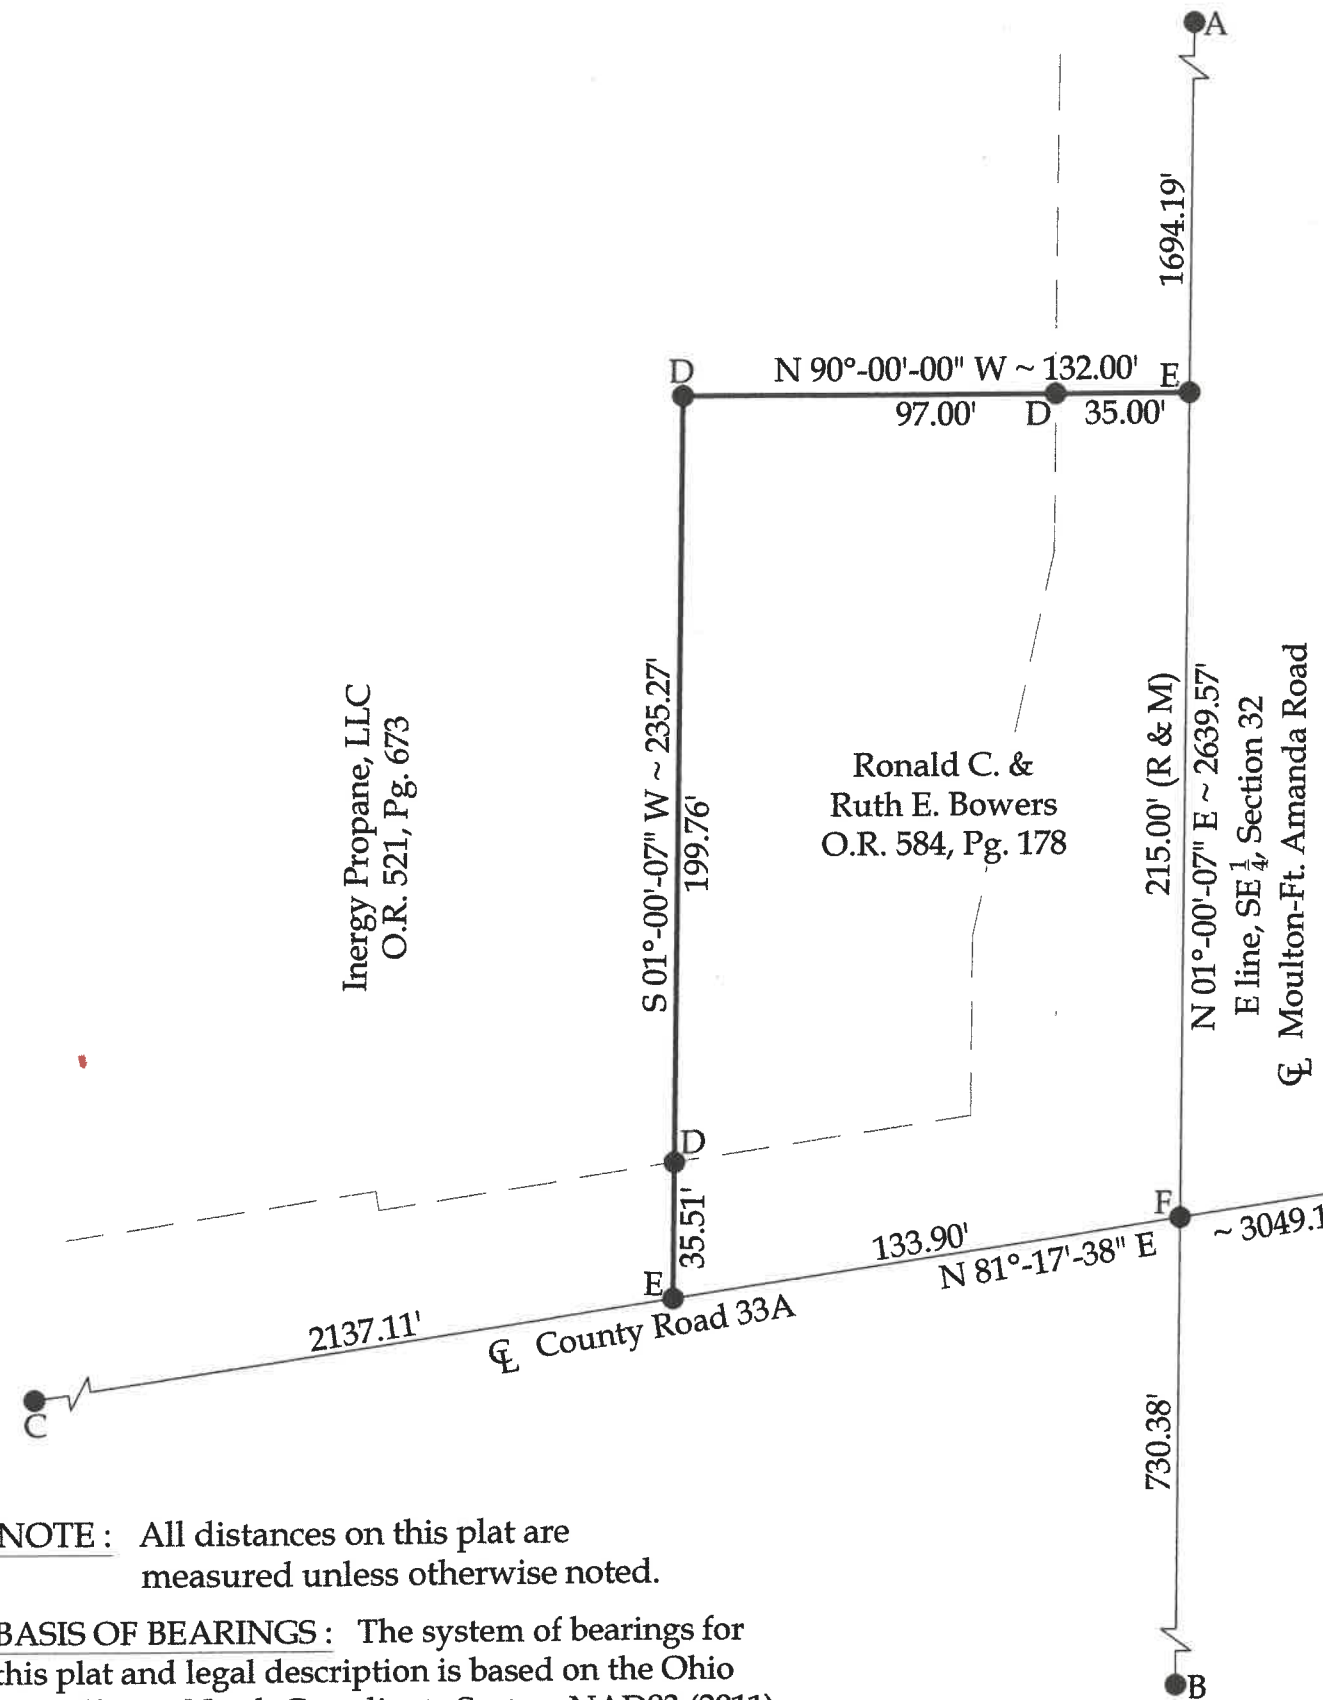 A
1694.19'
D
N 90°-00'-00" W ~ 132.00'
E
97.00'
D
35.00'
S 01°-00'-07" W ~ 235.27'
199.76'
Inergy Propane, LLC
O.R. 521, Pg. 673
Ronald C. &
Ruth E. Bowers
O.R. 584, Pg. 178
215.00' (R & M)
N 01°-00'-07" E ~ 2639.57'
E line, SE 1/4, Section 32
℄ Moulton-Ft. Amanda Road
D
35.51'
E
F
133.90'
N 81°-17'-38" E
~ 3049.1
2137.11'
℄ County Road 33A
C
730.38'
NOTE : All distances on this plat are
measured unless otherwise noted.
BASIS OF BEARINGS : The system of bearings for
this plat and legal description is based on the Ohio
B